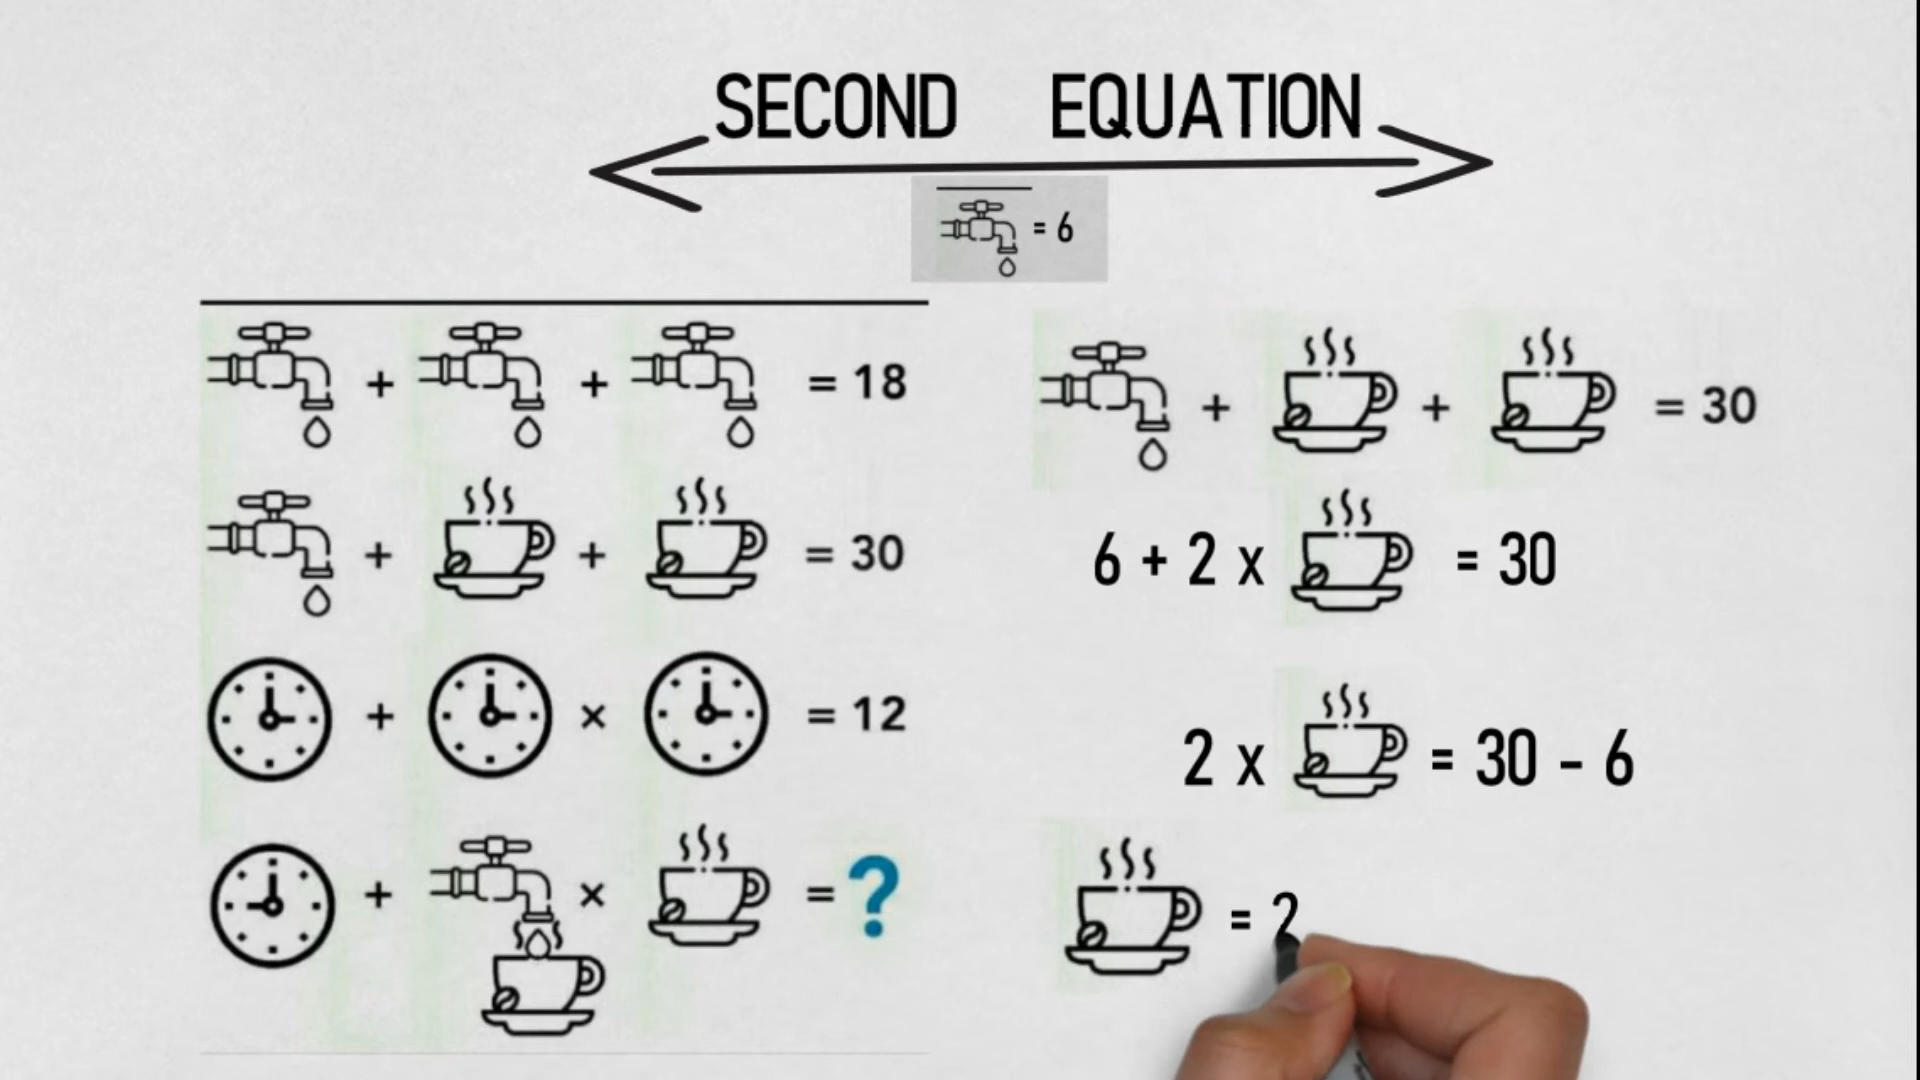 SECOND EQUATION
= 6
+ + = 18
+ + = 30
+ × = 12
+ × = ?
+ + = 30
6 + 2 x = 30
2 x = 30 - 6
= 2